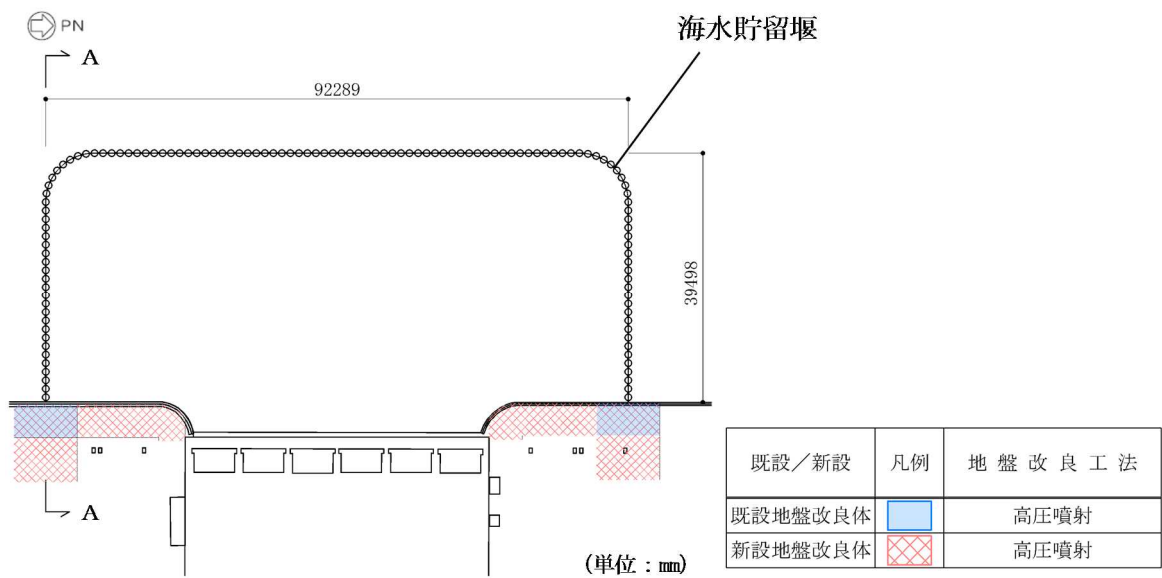 PN
A
海水貯留堰
92289
39498
A
(単位：㎜)
既設／新設 凡例 地盤改良工法
既設地盤改良体 高圧噴射
新設地盤改良体 高圧噴射